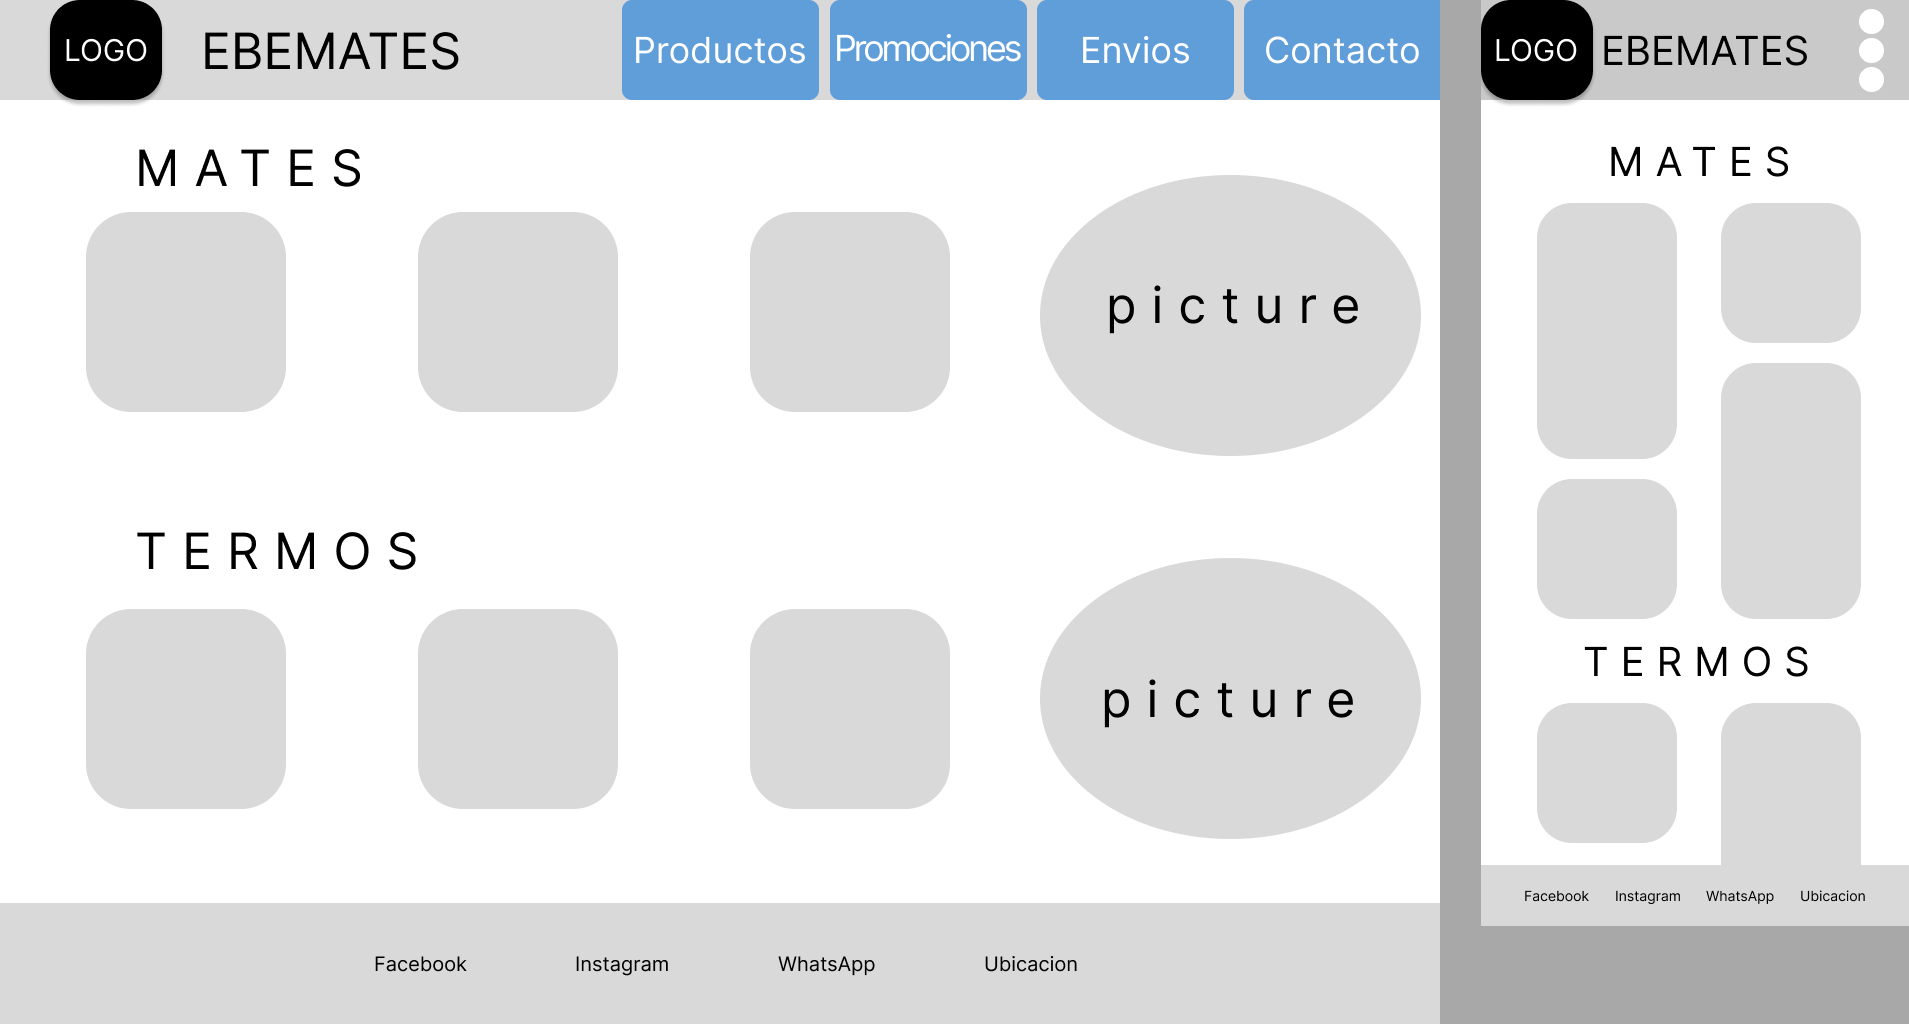 LOGO EBEMATES Productos Promociones Envios Contacto
MATES
picture
TERMOS
picture
Facebook Instagram WhatsApp Ubicacion
LOGO EBEMATES
MATES
TERMOS
Facebook Instagram WhatsApp Ubicacion